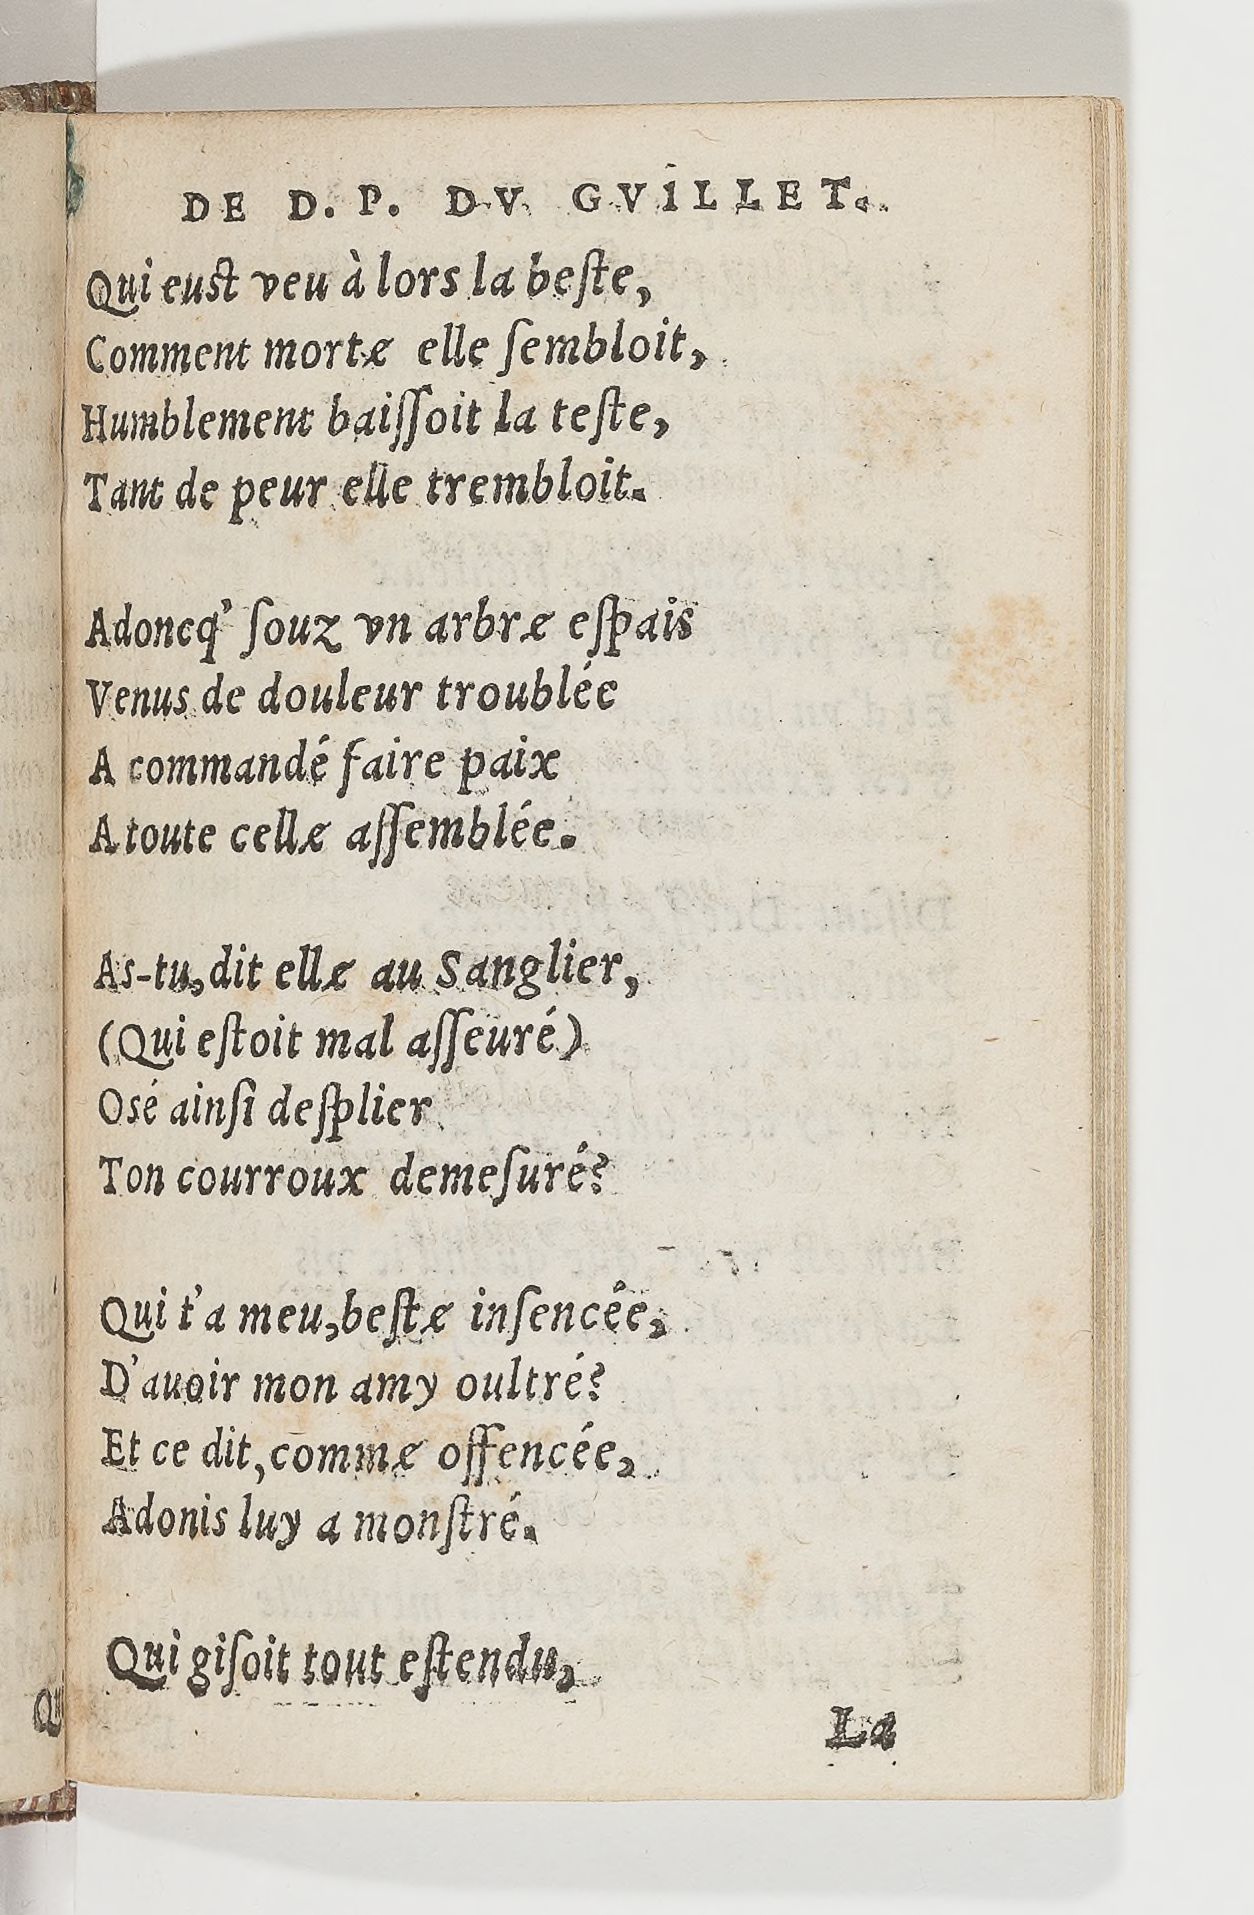 DE D. P. DV GVILLET.
Qui eust veu à lors la beſte,
Comment morte elle ſembloit,
Humblement baiſſoit la teſte,
Tant de peur elle trembloit.
Adoncq' ſouz vn arbre eſpais
Venus de douleur troublée
A commandé faire paix
A toute celle aſſemblée.
As-tu, dit elle au Sanglier,
(Qui eſtoit mal aſſeuré)
Osé ainſi deſplier
Ton courroux demeſuré?
Qui t'a meu, beſte inſencée,
D'auoir mon amy oultré?
Et ce dit, comme offencée,
Adonis luy a monſtré.
Qui giſoit tout eſtendu,
La